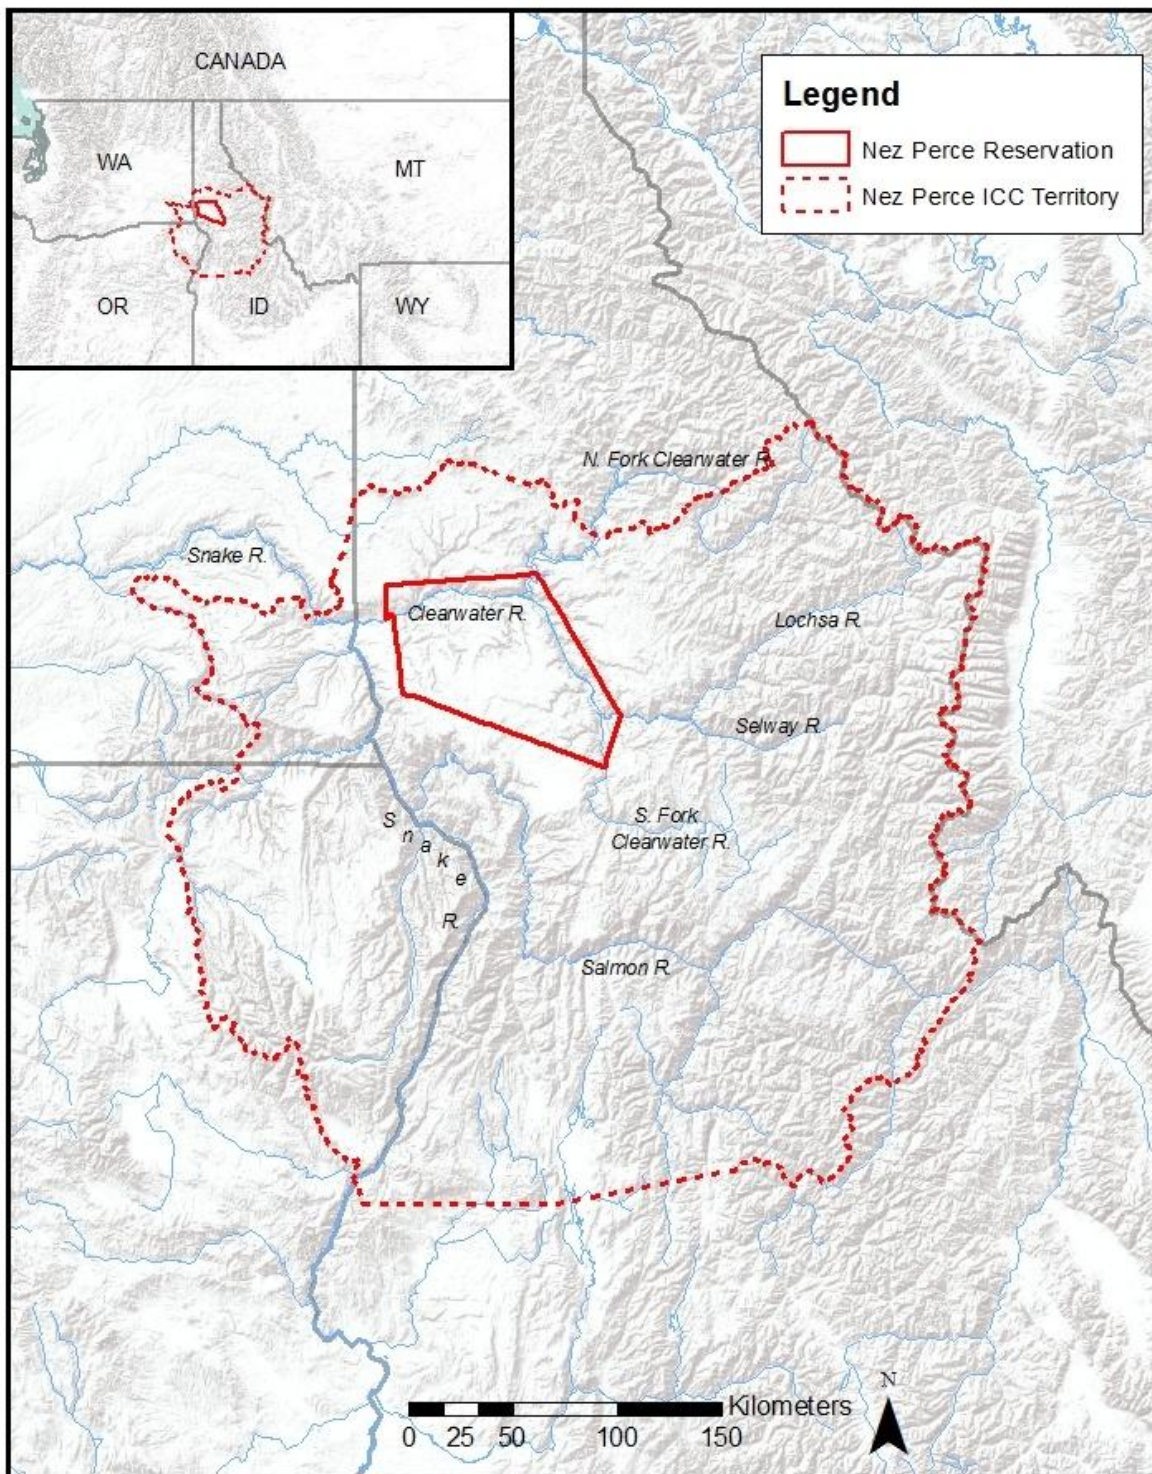 CANADA
WA
MT
OR
ID
WY
Legend
Nez Perce Reservation
Nez Perce ICC Territory
N. Fork Clearwater R.
Snake R.
Clearwater R.
Lochsa R.
Selway R.
S. Fork
Clearwater R.
Snake R.
Salmon R.
N
Kilometers
0 25 50 100 150